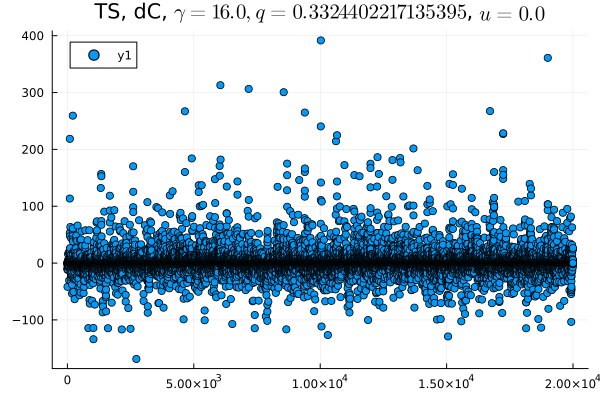 TS, dC, γ = 16.0, q = 0.3324402217135395, u = 0.0
400
y1
300
200
100
0
−100
0 5.00×10³ 1.00×10⁴ 1.50×10⁴ 2.00×10⁴